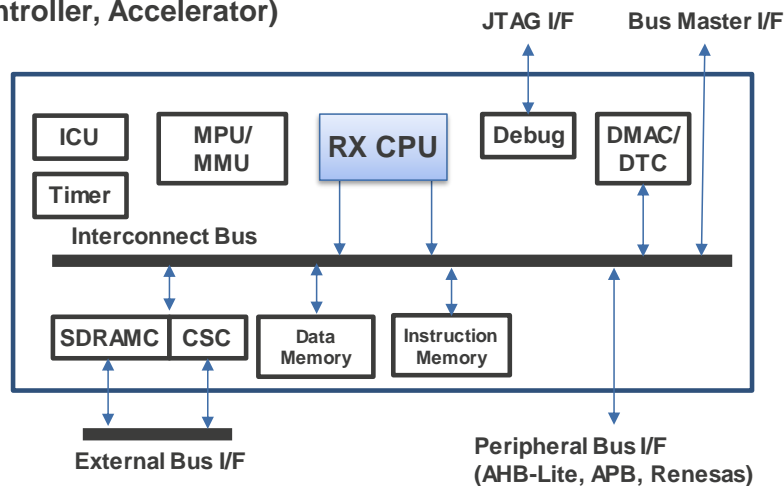 ntroller, Accelerator)
JTAG I/F
Bus Master I/F
ICU
MPU/
MMU
RX CPU
Debug
DMAC/
DTC
Timer
Interconnect Bus
SDRAMC
CSC
Data
Memory
Instruction
Memory
External Bus I/F
Peripheral Bus I/F
(AHB-Lite, APB, Renesas)